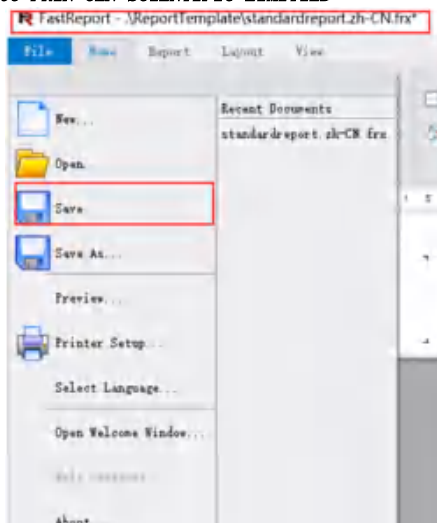 FastReport - .\ReportTemplate\standardreport.zh-CN.frx*
File Home Report Layout View
New...
Open
Save
Save As...
Preview...
Printer Setup...
Select Language...
Open Welcome Window...
About...
Recent Documents
standardreport.zh-CN frx